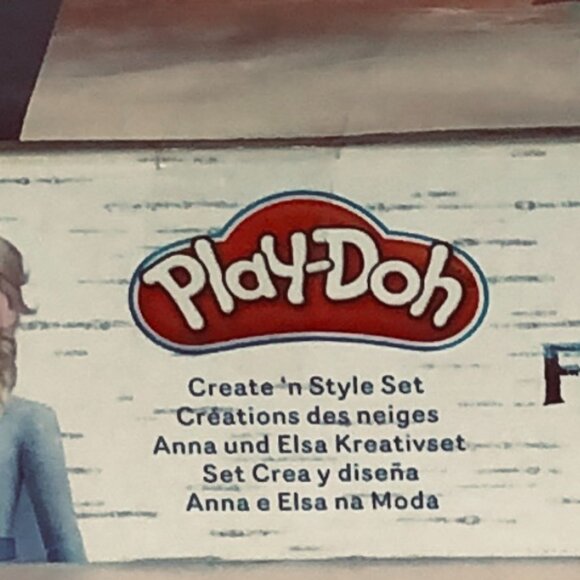 Play-Doh
Create 'n Style Set
Créations des neiges
Anna und Elsa Kreativset
Set Crea y diseña
Anna e Elsa na Moda
F